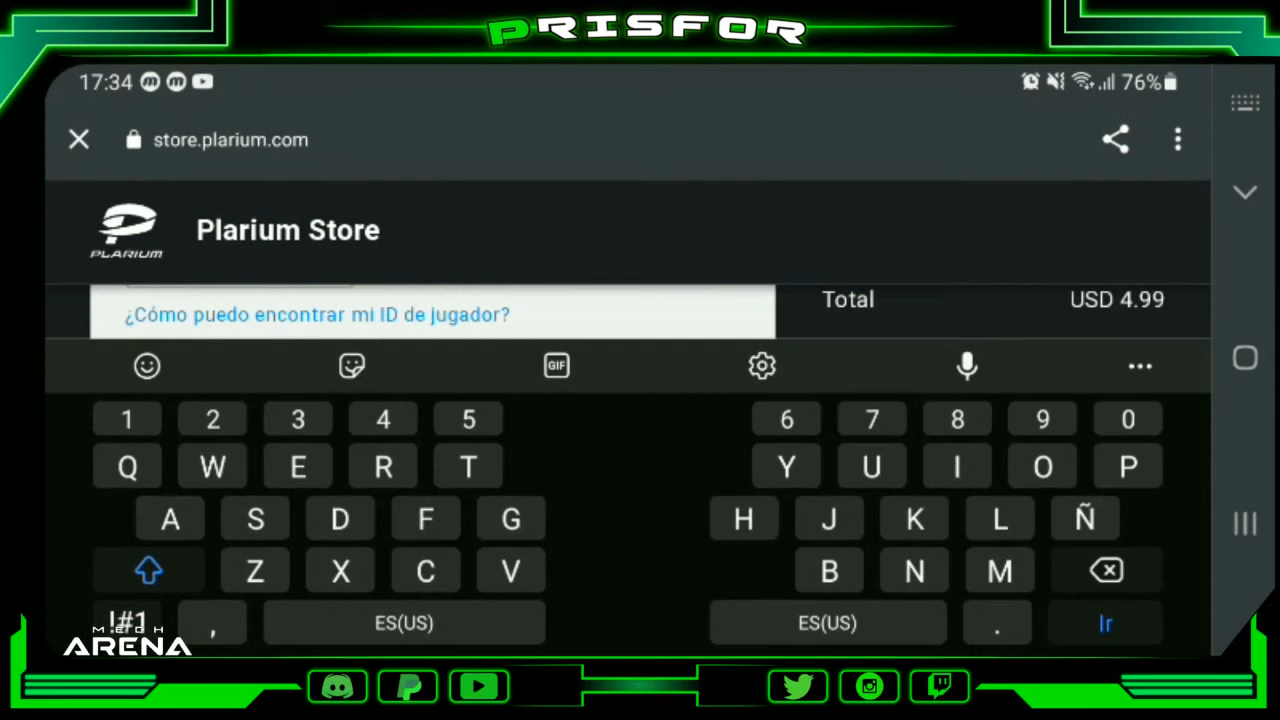 PRISFOR
17:34
76%
store.plarium.com
PLARIUM
Plarium Store
¿Cómo puedo encontrar mi ID de jugador?
Total USD 4.99
GIF
1 2 3 4 5 6 7 8 9 0
Q W E R T Y U I O P
A S D F G H J K L Ñ
Z X C V B N M
!#1 , ES(US) ES(US) . Ir
MECH
ARENA